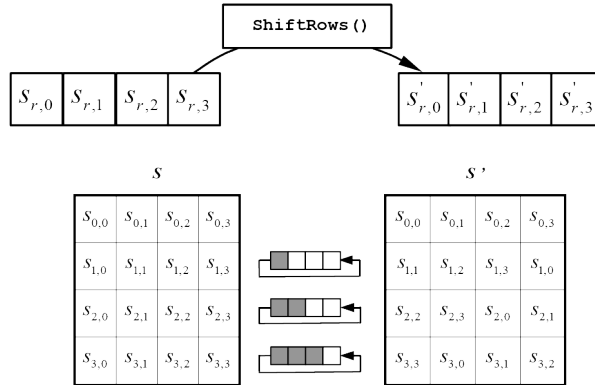 ShiftRows()
S_{r,0} S_{r,1} S_{r,2} S_{r,3} S'_{r,0} S'_{r,1} S'_{r,2} S'_{r,3}
S S'
S_{0,0} S_{0,1} S_{0,2} S_{0,3} S_{0,0} S_{0,1} S_{0,2} S_{0,3}
S_{1,0} S_{1,1} S_{1,2} S_{1,3} S_{1,1} S_{1,2} S_{1,3} S_{1,0}
S_{2,0} S_{2,1} S_{2,2} S_{2,3} S_{2,2} S_{2,3} S_{2,0} S_{2,1}
S_{3,0} S_{3,1} S_{3,2} S_{3,3} S_{3,3} S_{3,0} S_{3,1} S_{3,2}